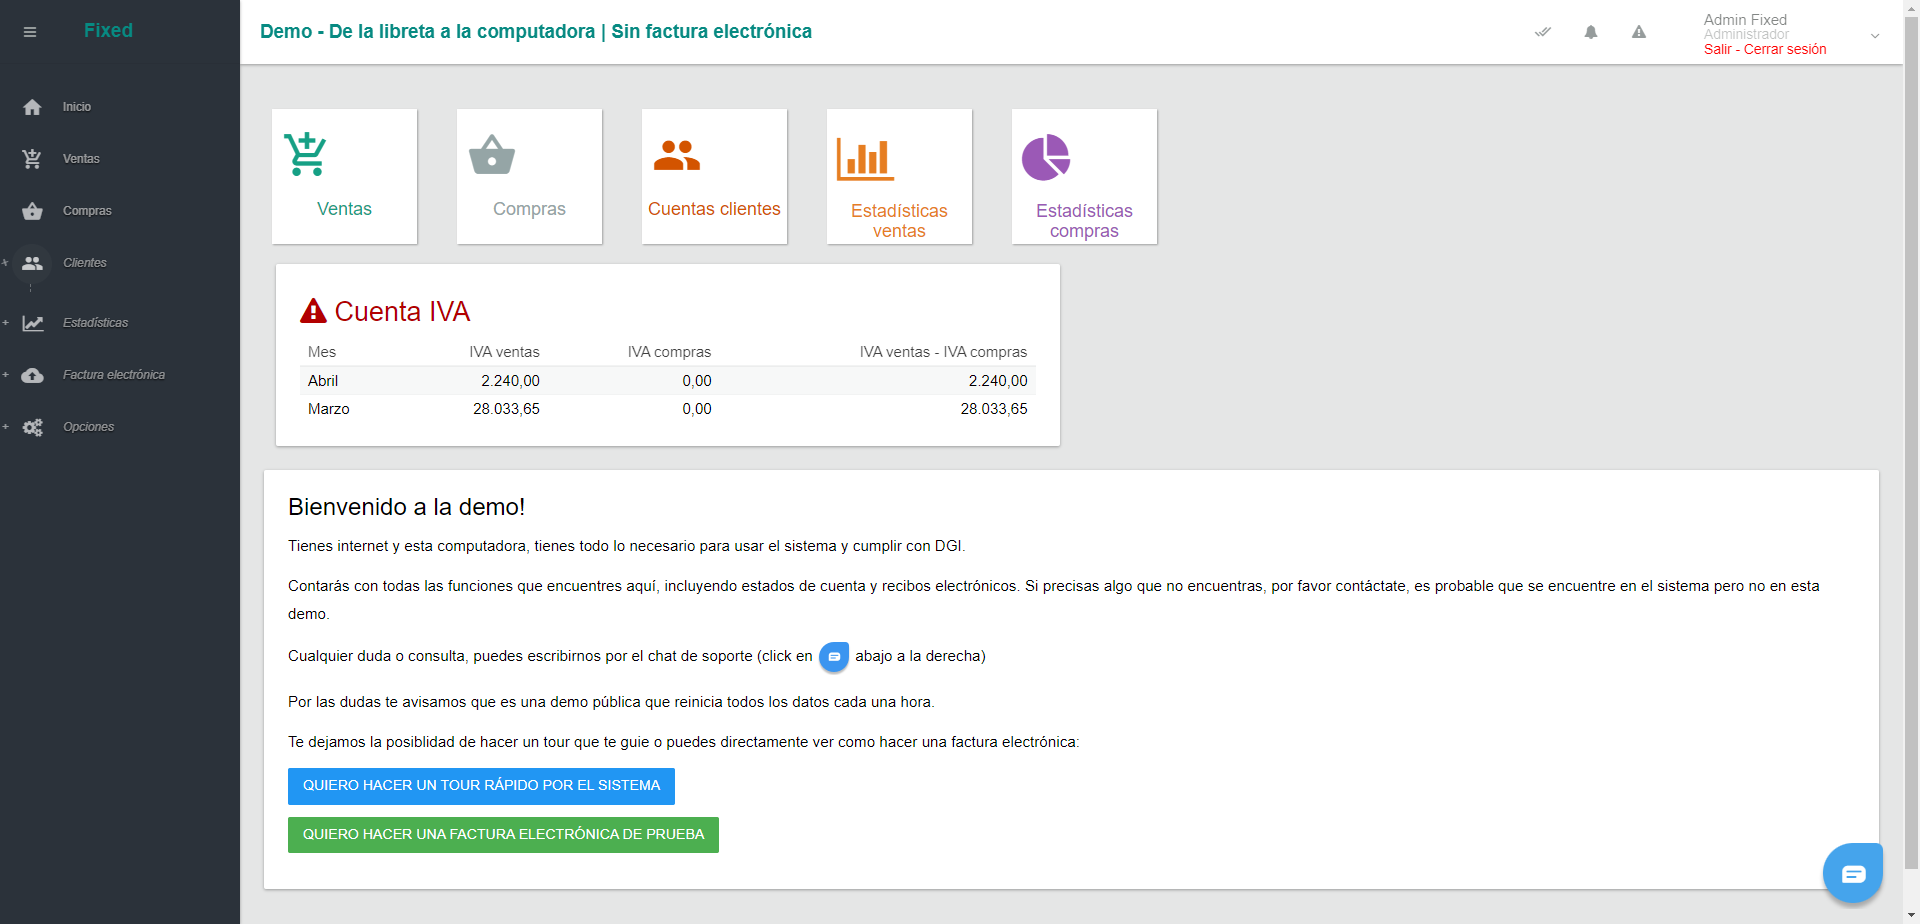 Fixed
Demo - De la libreta a la computadora | Sin factura electrónica
Admin Fixed
Administrador
Salir - Cerrar sesión
Inicio
Ventas
Compras
Clientes
Estadísticas
Factura electrónica
Opciones
Ventas
Compras
Cuentas clientes
Estadísticas
ventas
Estadísticas
compras
Cuenta IVA
Mes IVA ventas IVA compras IVA ventas - IVA compras
Abril 2.240,00 0,00 2.240,00
Marzo 28.033,65 0,00 28.033,65
Bienvenido a la demo!
Tienes internet y esta computadora, tienes todo lo necesario para usar el sistema y cumplir con DGI.
Contarás con todas las funciones que encuentres aquí, incluyendo estados de cuenta y recibos electrónicos. Si precisas algo que no encuentras, por favor contáctate, es probable que se encuentre en el sistema pero no en esta
demo.
Cualquier duda o consulta, puedes escribirnos por el chat de soporte (click en abajo a la derecha)
Por las dudas te avisamos que es una demo pública que reinicia todos los datos cada una hora.
Te dejamos la posiblidad de hacer un tour que te guie o puedes directamente ver como hacer una factura electrónica:
QUIERO HACER UN TOUR RÁPIDO POR EL SISTEMA
QUIERO HACER UNA FACTURA ELECTRÓNICA DE PRUEBA